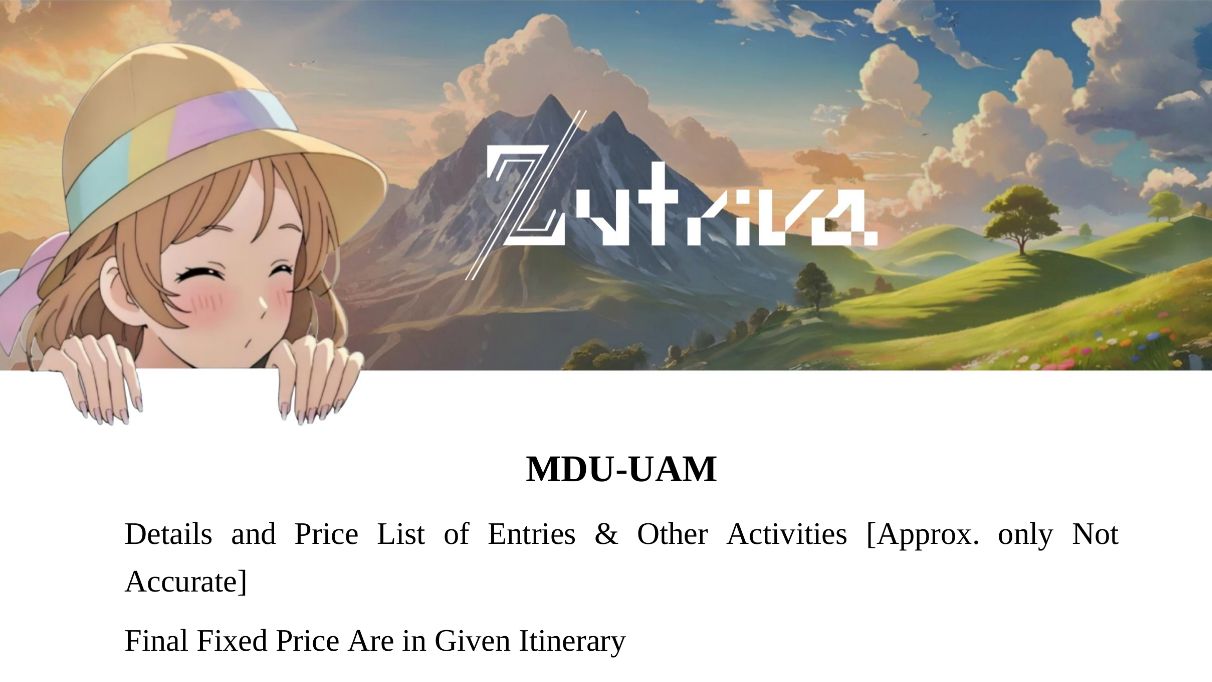 Zutriva
MDU-UAM
Details and Price List of Entries & Other Activities [Approx. only Not
Accurate]
Final Fixed Price Are in Given Itinerary